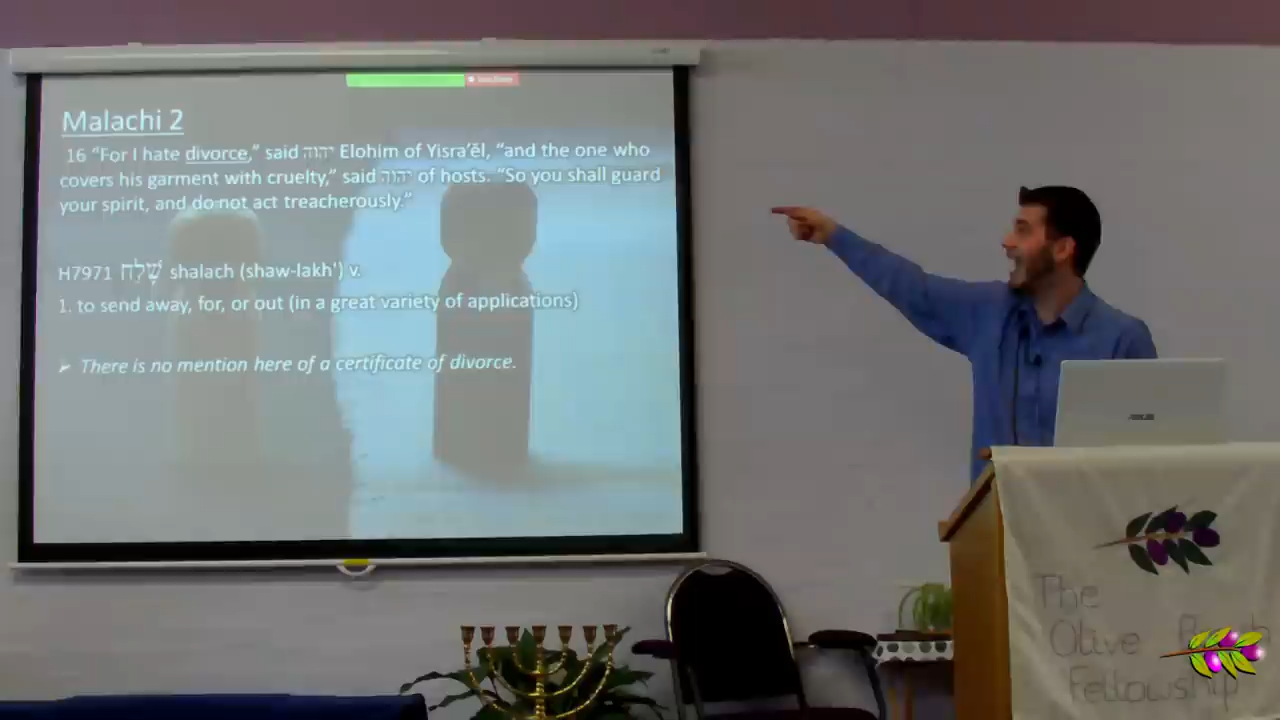 Malachi 2
16 “For I hate divorce,” said יהוה Elohim of Yisra’ěl, “and the one who
covers his garment with cruelty,” said יהוה of hosts. “So you shall guard
your spirit, and do not act treacherously.”
H7971 שָׁלַח shalach (shaw-lakh') v.
1. to send away, for, or out (in a great variety of applications)
➢ There is no mention here of a certificate of divorce.
ASUS
The
Olive
Fellowship